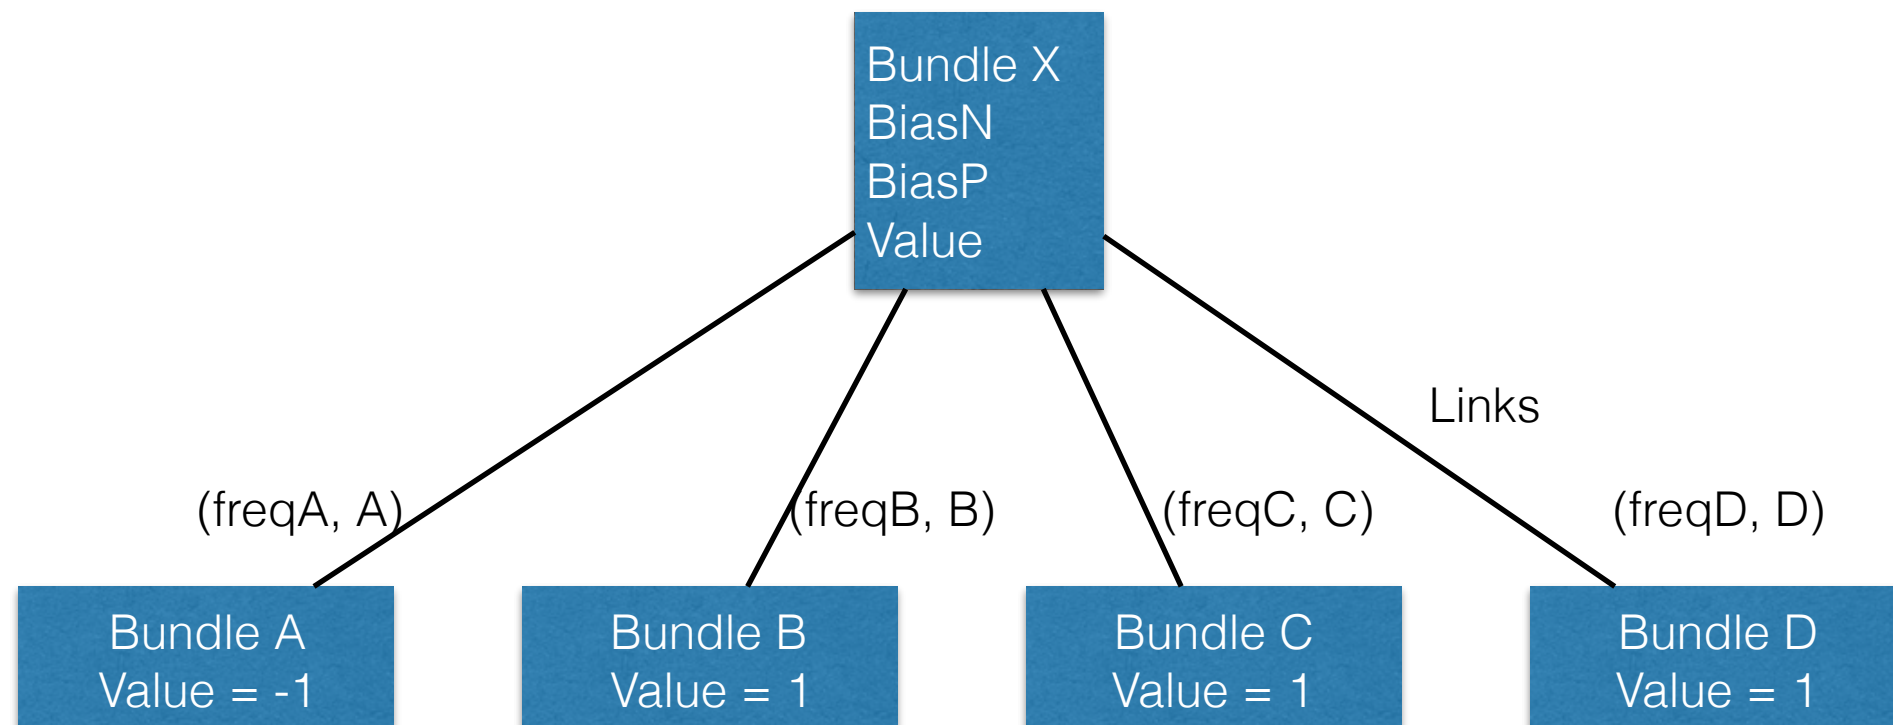 Bundle X
BiasN
BiasP
Value
Links
(freqA, A)
(freqB, B)
(freqC, C)
(freqD, D)
Bundle A
Value = -1
Bundle B
Value = 1
Bundle C
Value = 1
Bundle D
Value = 1